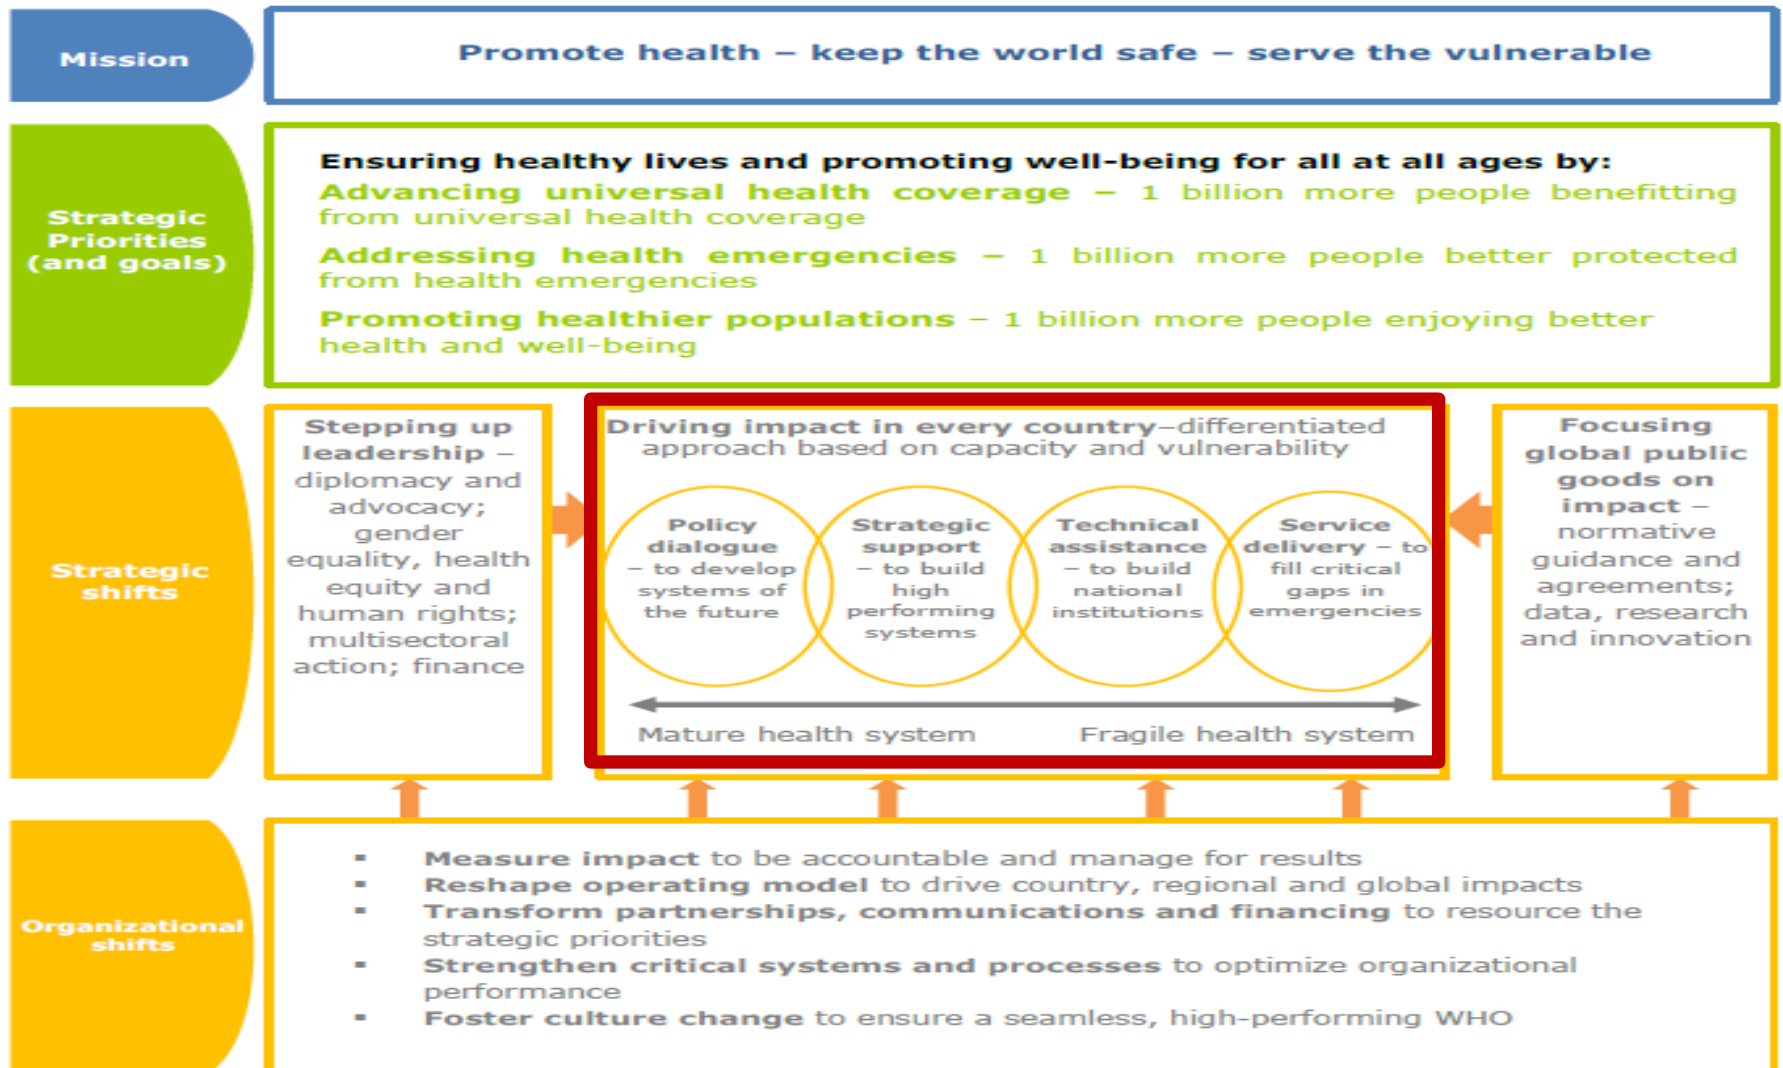 Mission
Promote health – keep the world safe – serve the vulnerable
Strategic
Priorities
(and goals)
Ensuring healthy lives and promoting well-being for all at all ages by:
Advancing universal health coverage – 1 billion more people benefitting
from universal health coverage
Addressing health emergencies – 1 billion more people better protected
from health emergencies
Promoting healthier populations – 1 billion more people enjoying better
health and well-being
Strategic
shifts
Stepping up
leadership –
diplomacy and
advocacy;
gender
equality, health
equity and
human rights;
multisectoral
action; finance
Driving impact in every country–differentiated
approach based on capacity and vulnerability
Policy
dialogue
– to develop
systems of
the future
Strategic
support
– to build
high
performing
systems
Technical
assistance
– to build
national
institutions
Service
delivery – to
fill critical
gaps in
emergencies
Mature health system
Fragile health system
Focusing
global public
goods on
impact –
normative
guidance and
agreements;
data, research
and innovation
Organizational
shifts
▪ Measure impact to be accountable and manage for results
▪ Reshape operating model to drive country, regional and global impacts
▪ Transform partnerships, communications and financing to resource the
strategic priorities
▪ Strengthen critical systems and processes to optimize organizational
performance
▪ Foster culture change to ensure a seamless, high-performing WHO